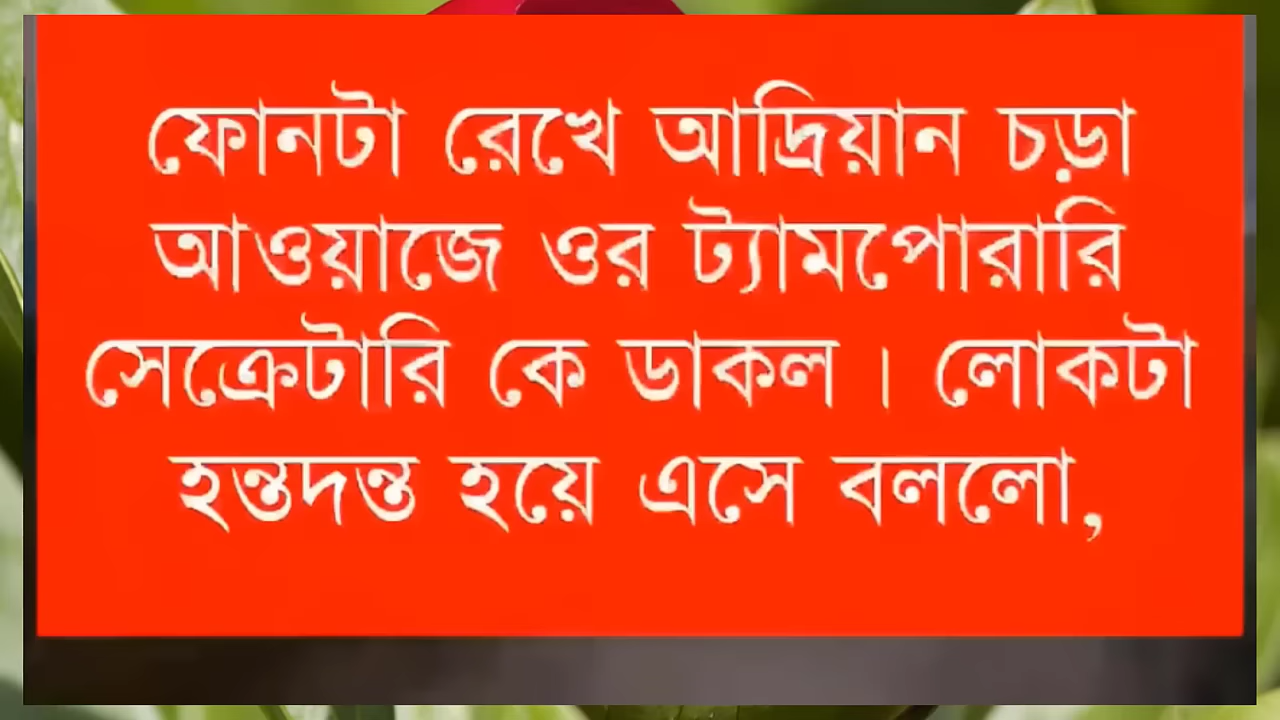 ফোনটা রেখে আদ্রিয়ান চড়া
আওয়াজে ওর ট্যামপোরারি
সেক্রেটারি কে ডাকল । লোকটা
হন্তদন্ত হয়ে এসে বললো,